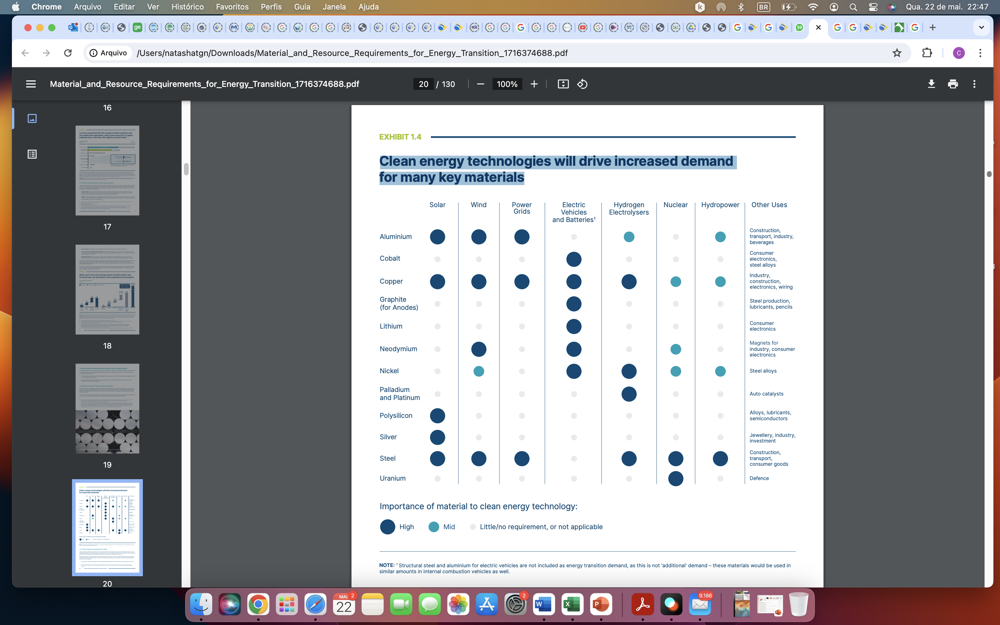 Chrome Arquivo Editar Ver Histórico Favoritos Perfis Guia Janela Ajuda BR Qua. 22 de mai. 22:47
ge 59
Arquivo /Users/natashatgn/Downloads/Material_and_Resource_Requirements_for_Energy_Transition_1716374688.pdf C
Material_and_Resource_Requirements_for_Energy_Transition_1716374688.pdf 20 / 130 100%
16
17
18
19
20
EXHIBIT 1.4
Clean energy technologies will drive increased demand
for many key materials
Solar Wind Power Grids Electric Vehicles and Batteries¹ Hydrogen Electrolysers Nuclear Hydropower Other Uses
Aluminium Construction, transport, industry, beverages
Cobalt Consumer electronics, steel alloys
Copper Industry, construction, electronics, wiring
Graphite (for Anodes) Steel production, lubricants, pencils
Lithium Consumer electronics
Neodymium Magnets for industry, consumer electronics
Nickel Steel alloys
Palladium and Platinum Auto catalysts
Polysilicon Alloys, lubricants, semiconductors
Silver Jewellery, industry, investment
Steel Construction, transport, consumer goods
Uranium Defence
Importance of material to clean energy technology:
High Mid Little/no requirement, or not applicable
NOTE: ¹ Structural steel and aluminium for electric vehicles are not included as energy transition demand, as this is not 'additional' demand – these materials would be used in
similar amounts in internal combustion vehicles as well.
MAI. 2
22
2
W X P
9.186